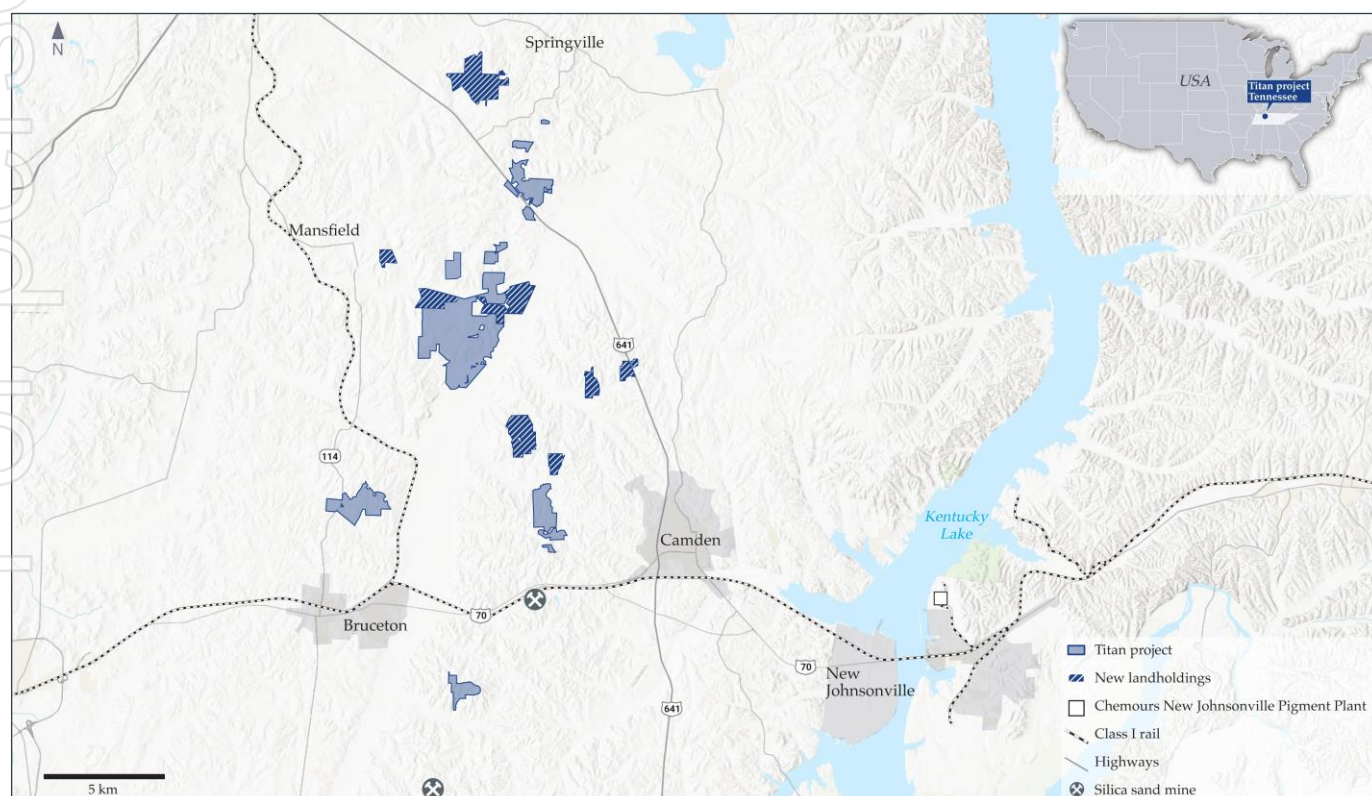 N
Springville
USA
Titan project
Tennessee
Mansfield
641
114
Kentucky
Lake
Camden
Bruceton
70
New
Johnsonville
70
641
5 km
Titan project
New landholdings
Chemours New Johnsonville Pigment Plant
Class I rail
Highways
Silica sand mine